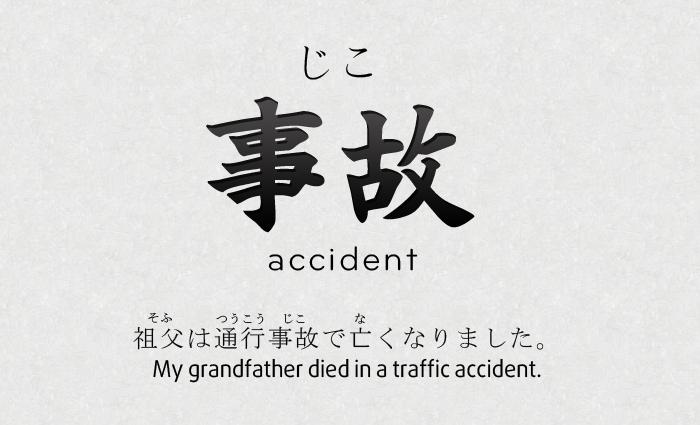 じこ
事故
accident
そふ つうこう じこ な
祖父は通行事故で亡くなりました。
My grandfather died in a traffic accident.